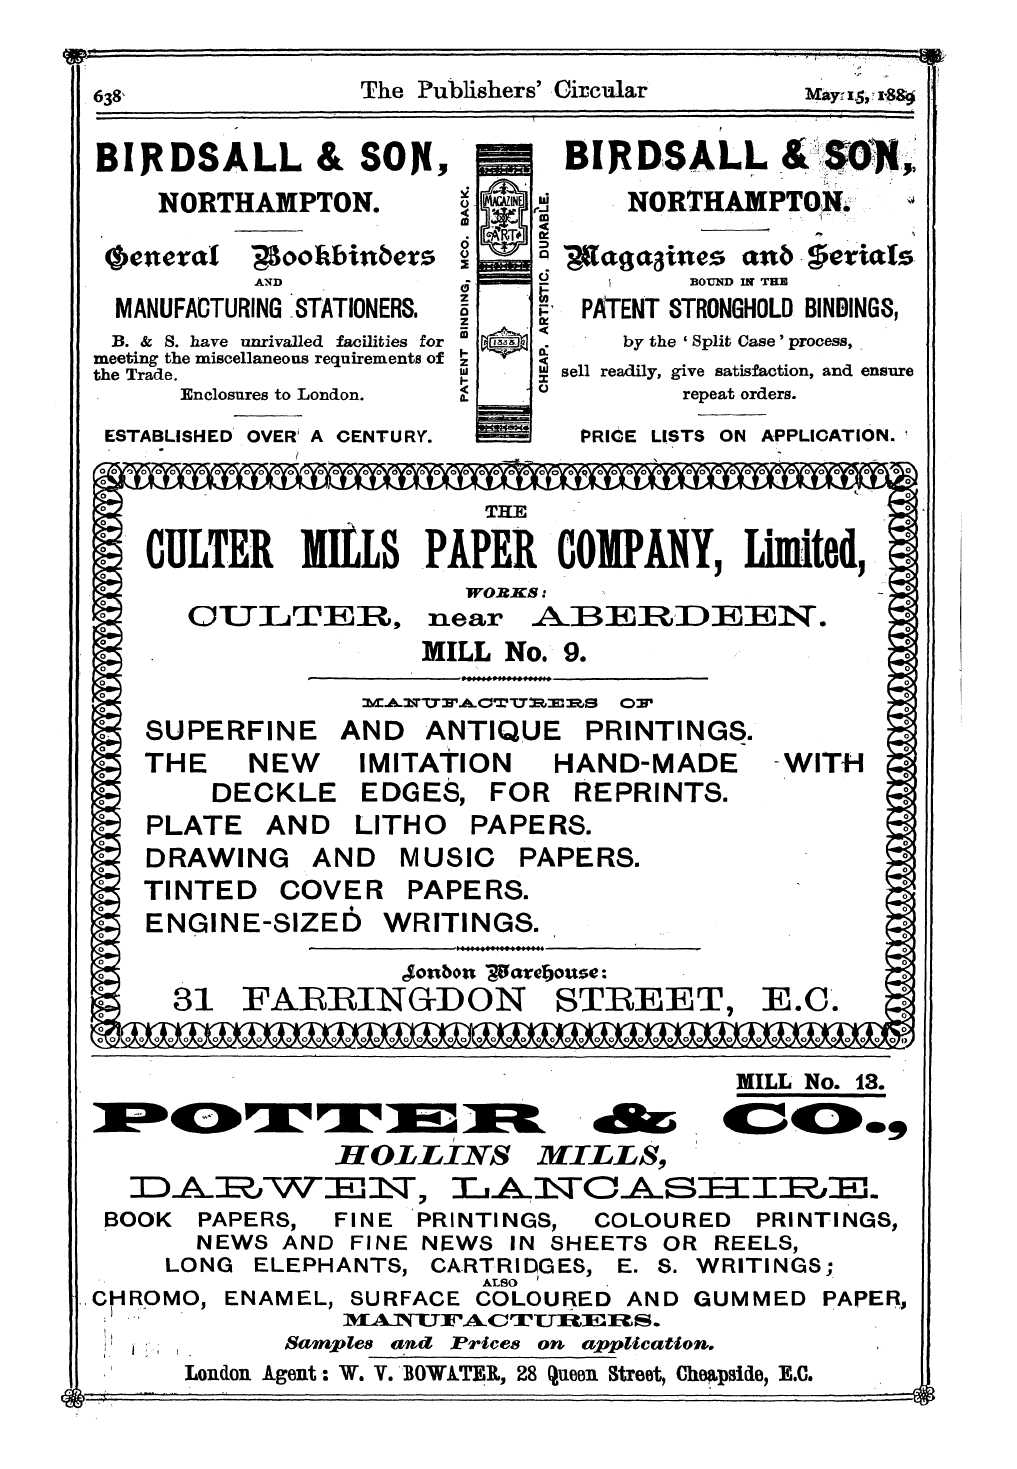 638 The Publishers' Circular May 15, 1889
BIRDSALL & SON,
NORTHAMPTON.
General Bookbinders
AND
MANUFACTURING STATIONERS.
B. & S. have unrivalled facilities for
meeting the miscellaneous requirements of
the Trade.
Enclosures to London.
ESTABLISHED OVER A CENTURY.
PATENT BINDING, MCO. BACK.
MAGAZINE
OF
ART
1888
CHEAP, ARTISTIC, DURABLE.
BIRDSALL & SON,
NORTHAMPTON.
Magazines and Serials
BOUND IN THE
PATENT STRONGHOLD BINDINGS,
by the ‘Split Case’ process,
sell readily, give satisfaction, and ensure
repeat orders.
PRICE LISTS ON APPLICATION.
THE
CULTER MILLS PAPER COMPANY, Limited,
WORKS:
CULTER, near ABERDEEN.
MILL No. 9.
MANUFACTURERS OF
SUPERFINE AND ANTIQUE PRINTINGS.
THE NEW IMITATION HAND-MADE WITH
DECKLE EDGES, FOR REPRINTS.
PLATE AND LITHO PAPERS.
DRAWING AND MUSIC PAPERS.
TINTED COVER PAPERS.
ENGINE-SIZED WRITINGS.
London Warehouse:
31 FARRINGDON STREET, E.C.
MILL No. 13.
POTTER & CO.,
HOLLINS MILLS,
DARWEN, LANCASHIRE.
BOOK PAPERS, FINE PRINTINGS, COLOURED PRINTINGS,
NEWS AND FINE NEWS IN SHEETS OR REELS,
LONG ELEPHANTS, CARTRIDGES, E. S. WRITINGS;
ALSO
CHROMO, ENAMEL, SURFACE COLOURED AND GUMMED PAPER,
MANUFACTURERS.
Samples and Prices on application.
London Agent: W. V. BOWATER, 28 Queen Street, Cheapside, E.C.